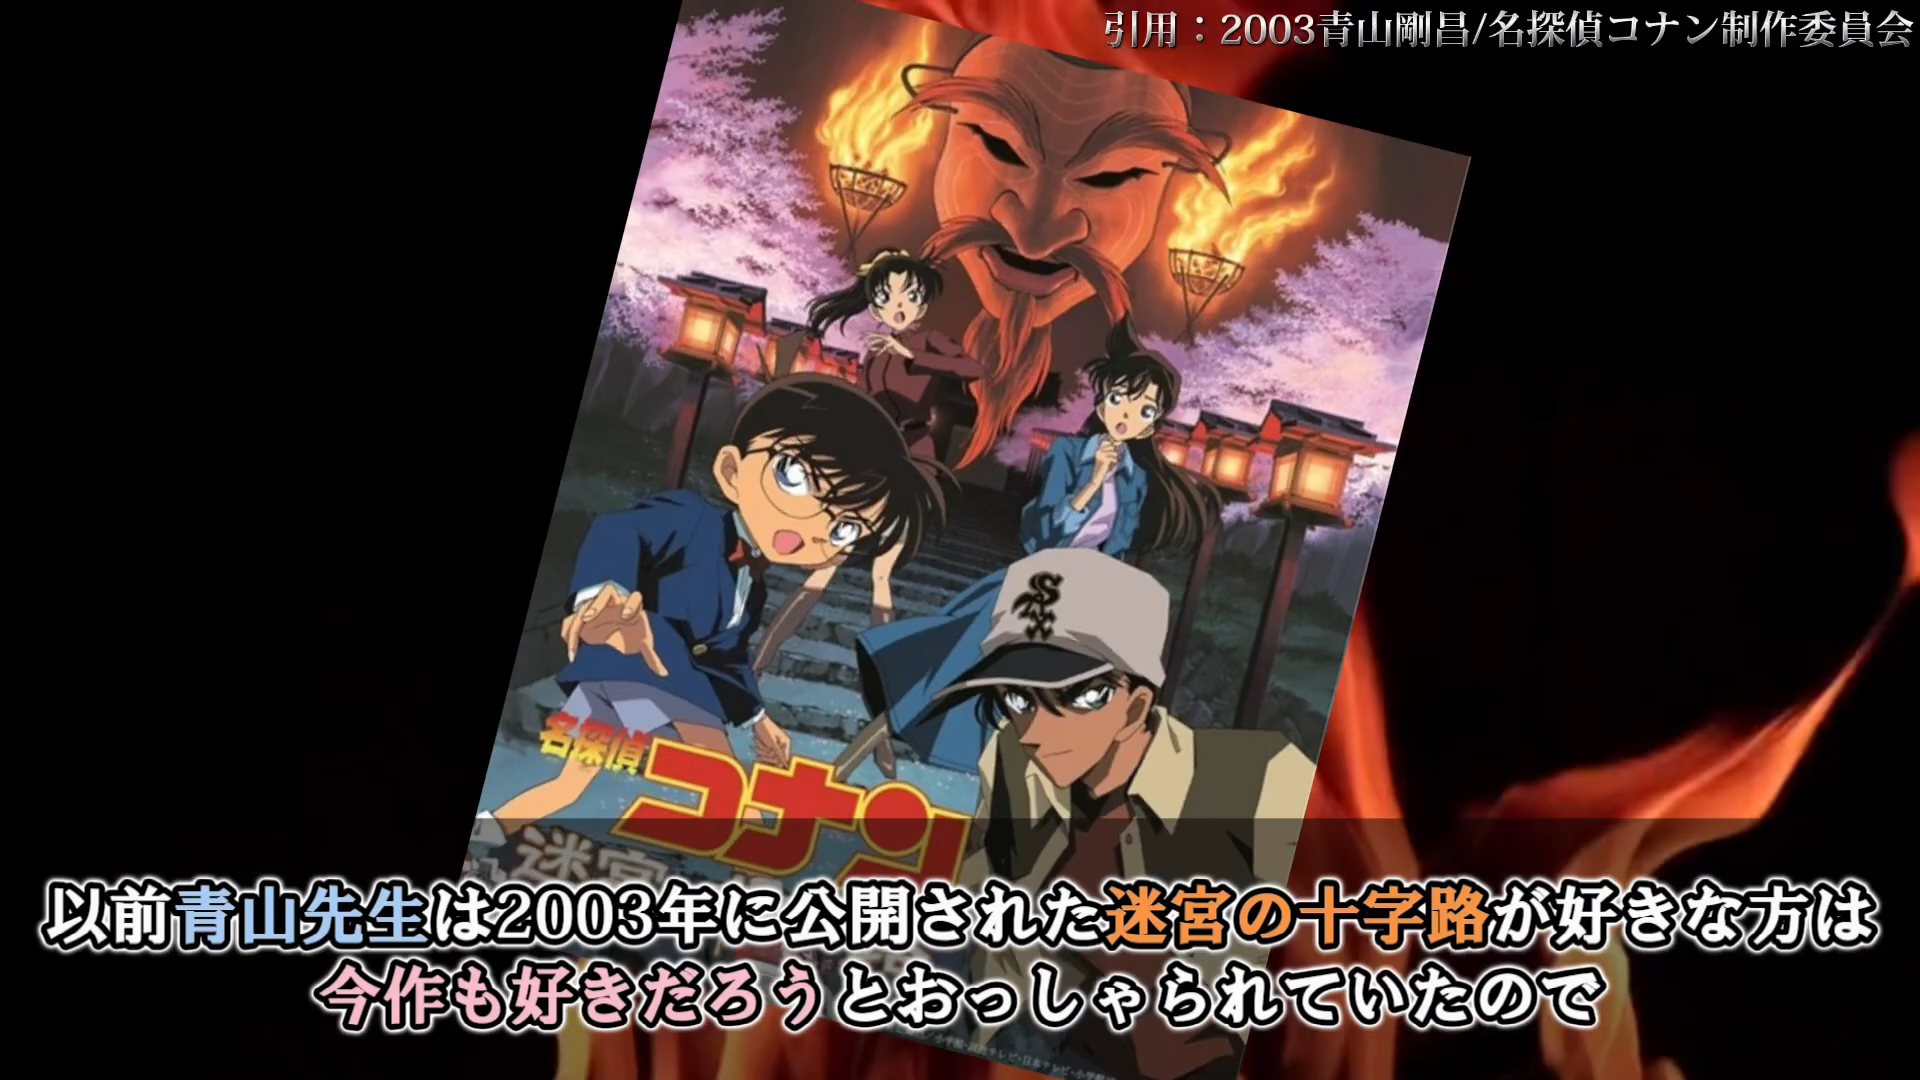 引用：2003青山剛昌/名探偵コナン制作委員会
SOX
名探偵
コナン
迷宮
以前青山先生は2003年に公開された迷宮の十字路が好きな方は
今作も好きだろうとおっしゃられていたので